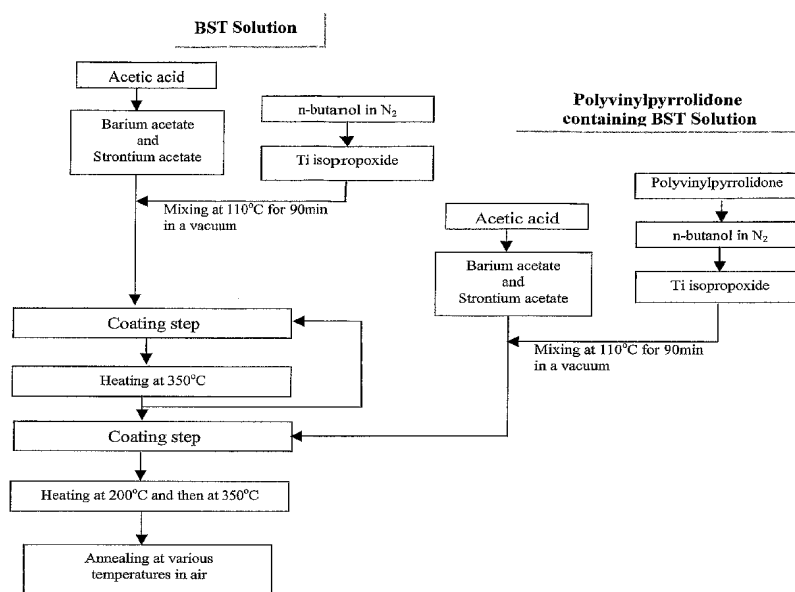 BST Solution
Acetic acid
Barium acetate
and
Strontium acetate
n-butanol in N2
Ti isopropoxide
Mixing at 110°C for 90min
in a vacuum
Coating step
Heating at 350°C
Coating step
Heating at 200°C and then at 350°C
Annealing at various
temperatures in air
Polyvinylpyrrolidone
containing BST Solution
Acetic acid
Barium acetate
and
Strontium acetate
Polyvinylpyrrolidone
n-butanol in N2
Ti isopropoxide
Mixing at 110°C for 90min
in a vacuum